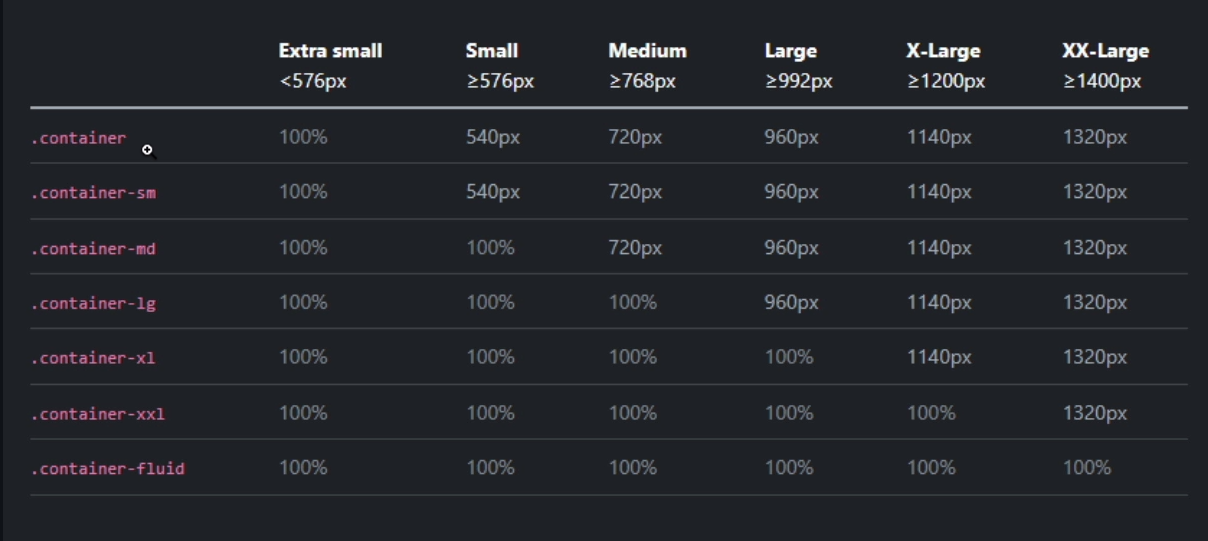 Extra small Small Medium Large X-Large XX-Large
<576px ≥576px ≥768px ≥992px ≥1200px ≥1400px
.container 100% 540px 720px 960px 1140px 1320px
.container-sm 100% 540px 720px 960px 1140px 1320px
.container-md 100% 100% 720px 960px 1140px 1320px
.container-lg 100% 100% 100% 960px 1140px 1320px
.container-xl 100% 100% 100% 100% 1140px 1320px
.container-xxl 100% 100% 100% 100% 100% 1320px
.container-fluid 100% 100% 100% 100% 100% 100%